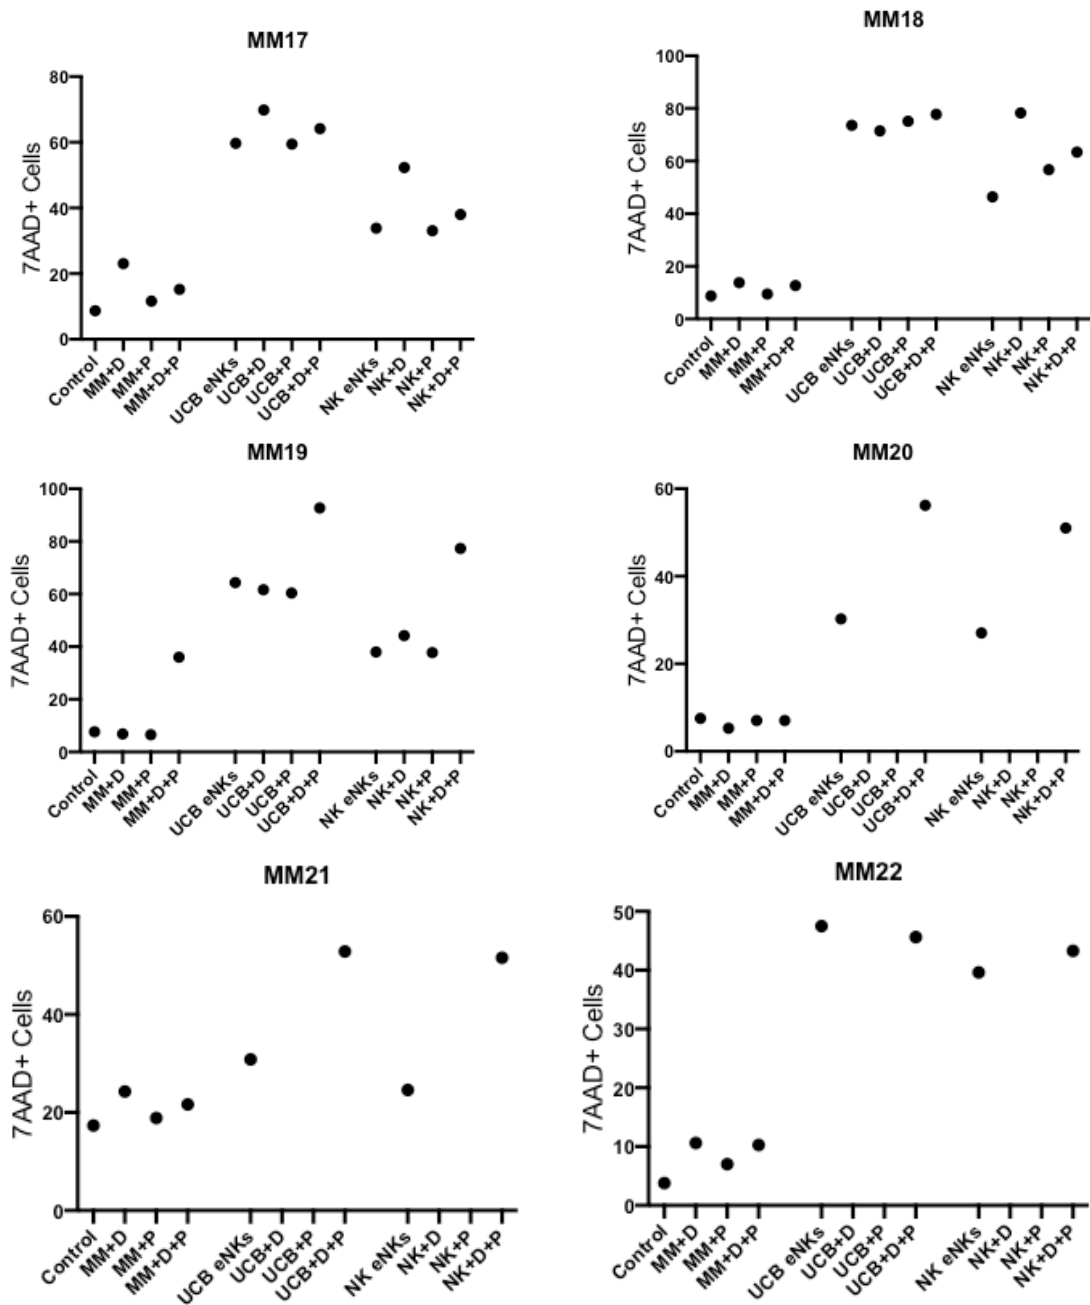 MM17
7AAD+ Cells
80
60
40
20
0
Control
MM+D
MM+P
MM+D+P
UCB eNKs
UCB+D
UCB+P
UCB+D+P
NK eNKs
NK+D
NK+P
NK+D+P
MM18
7AAD+ Cells
100
80
60
40
20
0
Control
MM+D
MM+P
MM+D+P
UCB eNKs
UCB+D
UCB+P
UCB+D+P
NK eNKs
NK+D
NK+P
NK+D+P
MM19
7AAD+ Cells
100
80
60
40
20
0
Control
MM+D
MM+P
MM+D+P
UCB eNKs
UCB+D
UCB+P
UCB+D+P
NK eNKs
NK+D
NK+P
NK+D+P
MM20
7AAD+ Cells
60
40
20
0
Control
MM+D
MM+P
MM+D+P
UCB eNKs
UCB+D
UCB+P
UCB+D+P
NK eNKs
NK+D
NK+P
NK+D+P
MM21
7AAD+ Cells
60
40
20
0
Control
MM+D
MM+P
MM+D+P
UCB eNKs
UCB+D
UCB+P
UCB+D+P
NK eNKs
NK+D
NK+P
NK+D+P
MM22
7AAD+ Cells
50
40
30
20
10
0
Control
MM+D
MM+P
MM+D+P
UCB eNKs
UCB+D
UCB+P
UCB+D+P
NK eNKs
NK+D
NK+P
NK+D+P